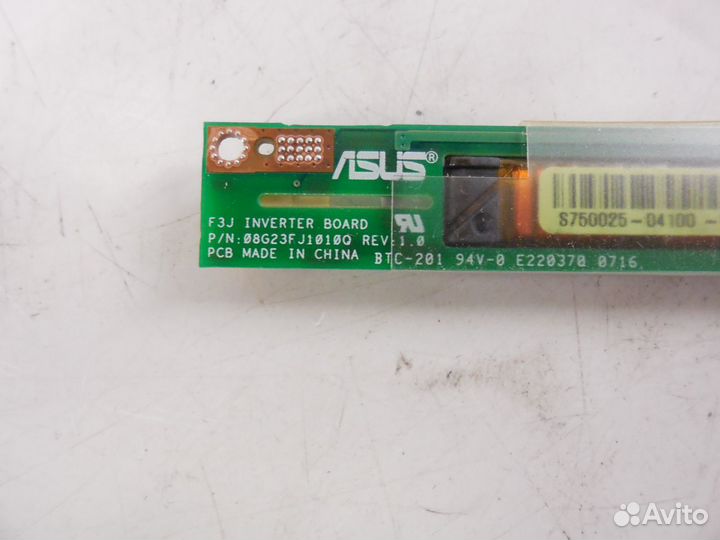 ASUS®
F3J INVERTER BOARD
P/N:08G23FJ1010Q REV:1.0
PCB MADE IN CHINA BTC-201 94V-0 E220370 0716
S750025-04100-
Avito